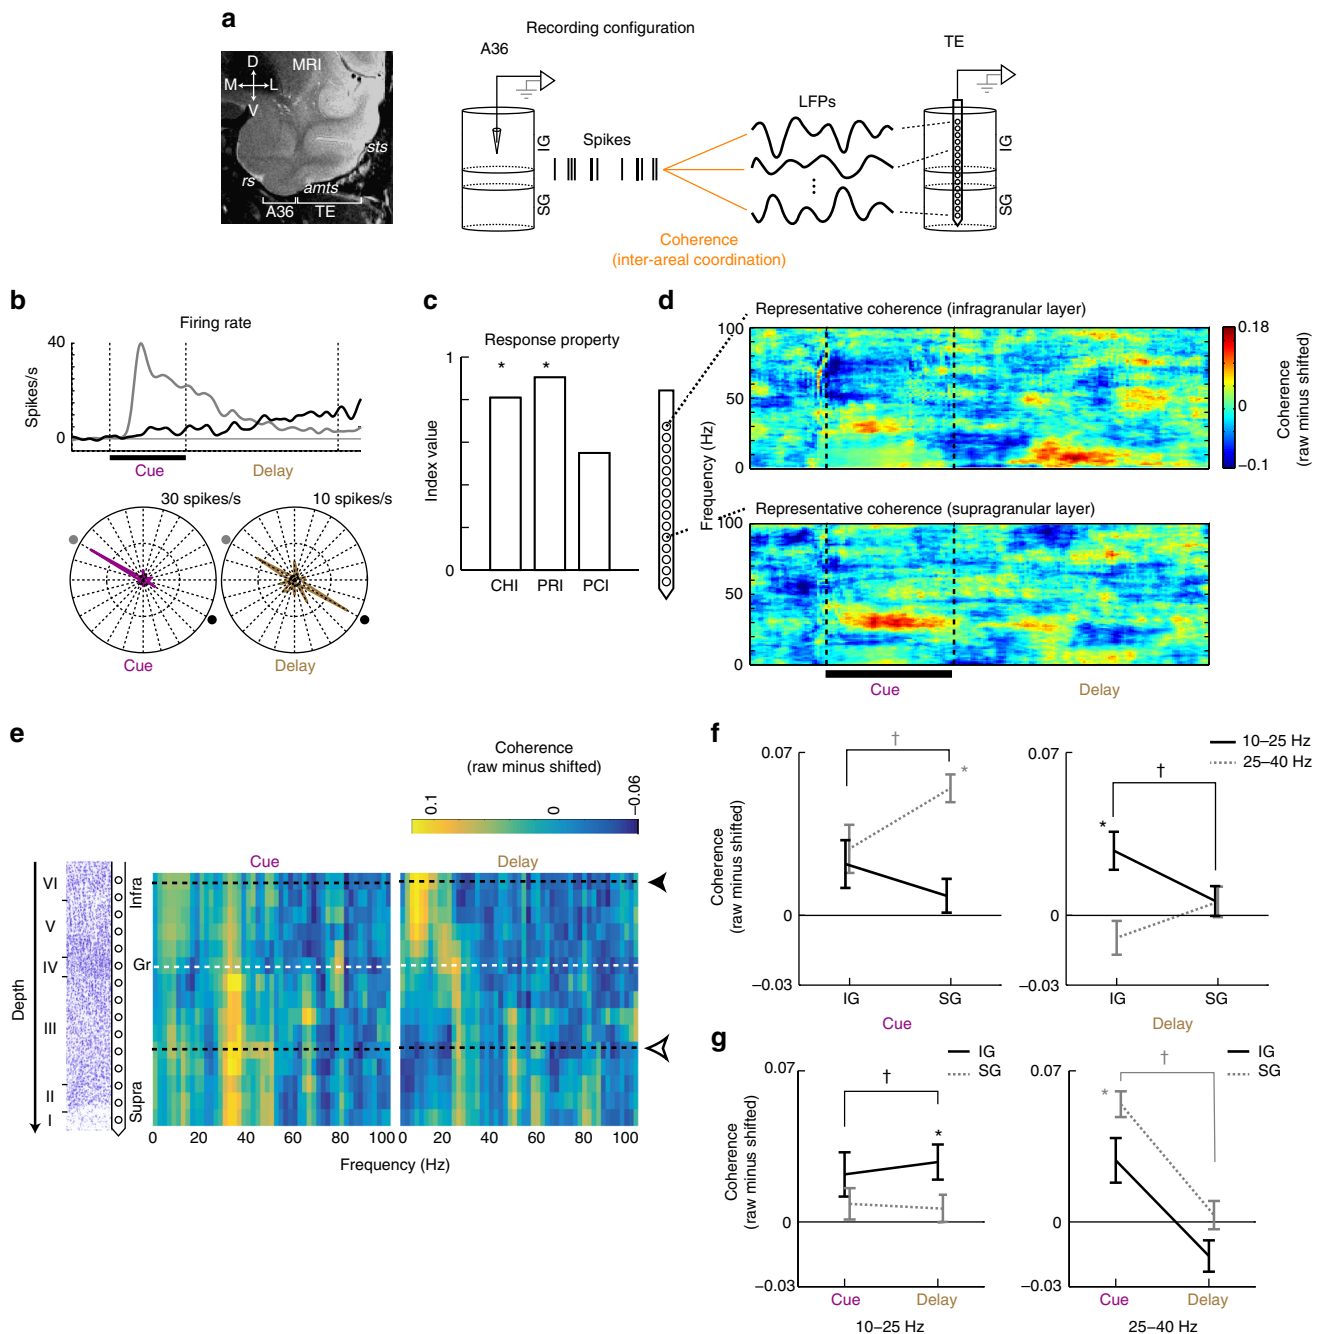 a
Recording configuration
MRI
D
M
L
V
sts
rs
amts
A36
TE
A36
IG
SG
Spikes
LFPs
TE
IG
SG
Coherence
(inter-areal coordination)
b
Firing rate
Spikes/s
40
0
Cue
Delay
30 spikes/s
10 spikes/s
Cue
Delay
c
Response property
Index value
1
0
*
*
CHI
PRI
PCI
d
Representative coherence (infragranular layer)
100
50
0
Frequency (Hz)
0.18
0
−0.1
Coherence
(raw minus shifted)
Representative coherence (supragranular layer)
100
50
0
Cue
Delay
e
Coherence
(raw minus shifted)
0.1
0
−0.06
Cue
Delay
Depth
VI
V
IV
III
II
I
Infra
Gr
Supra
0 20 40 60 80 100
0 20 40 60 80 100
Frequency (Hz)
f
Coherence
(raw minus shifted)
0.07
0
−0.03
†
*
IG
SG
Cue
0.07
0
−0.03
†
*
10–25 Hz
25–40 Hz
IG
SG
Delay
g
Coherence
(raw minus shifted)
0.07
0
−0.03
†
*
IG
SG
Cue
Delay
10−25 Hz
0.07
0
−0.03
†
*
IG
SG
Cue
Delay
25−40 Hz